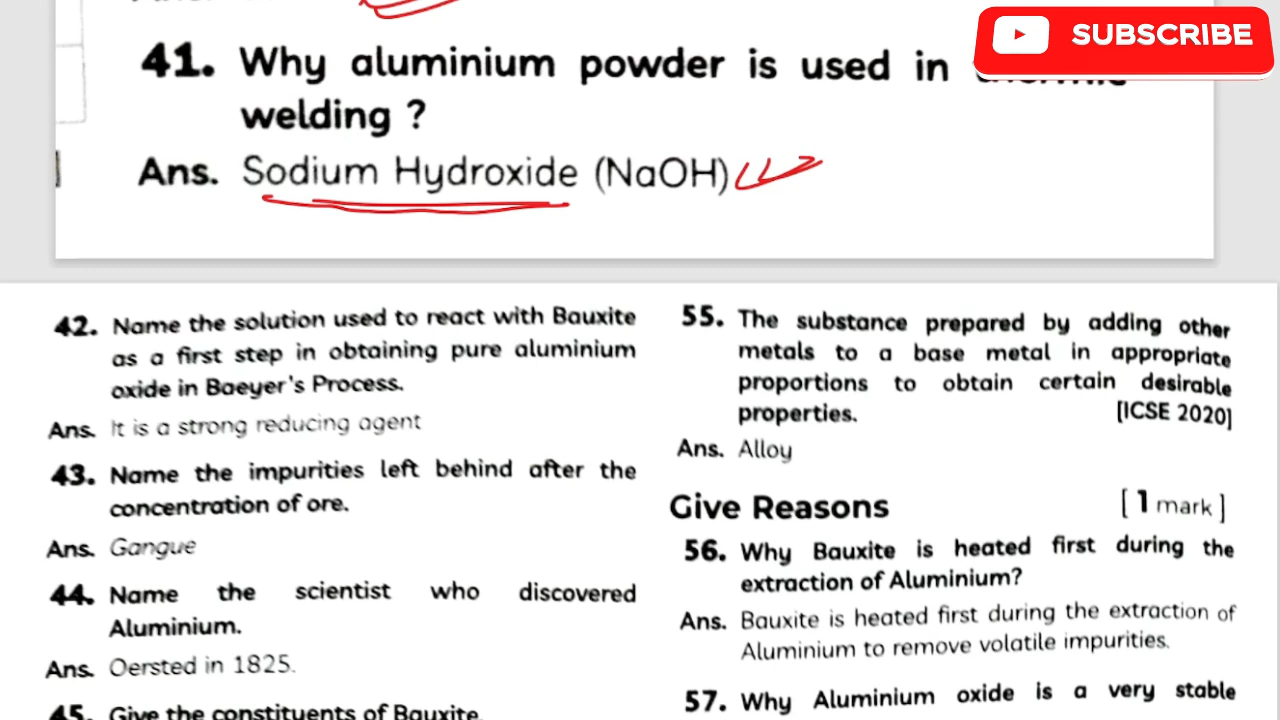 SUBSCRIBE
41. Why aluminium powder is used in
welding ?
Ans. Sodium Hydroxide (NaOH)
42. Name the solution used to react with Bauxite
as a first step in obtaining pure aluminium
oxide in Baeyer's Process.
Ans. It is a strong reducing agent
43. Name the impurities left behind after the
concentration of ore.
Ans. Gangue
44. Name the scientist who discovered
Aluminium.
Ans. Oersted in 1825.
45. Give the constituents of Bauxite.
55. The substance prepared by adding other
metals to a base metal in appropriate
proportions to obtain certain desirable
properties. [ICSE 2020]
Ans. Alloy
Give Reasons [ 1 mark ]
56. Why Bauxite is heated first during the
extraction of Aluminium?
Ans. Bauxite is heated first during the extraction of
Aluminium to remove volatile impurities.
57. Why Aluminium oxide is a very stable